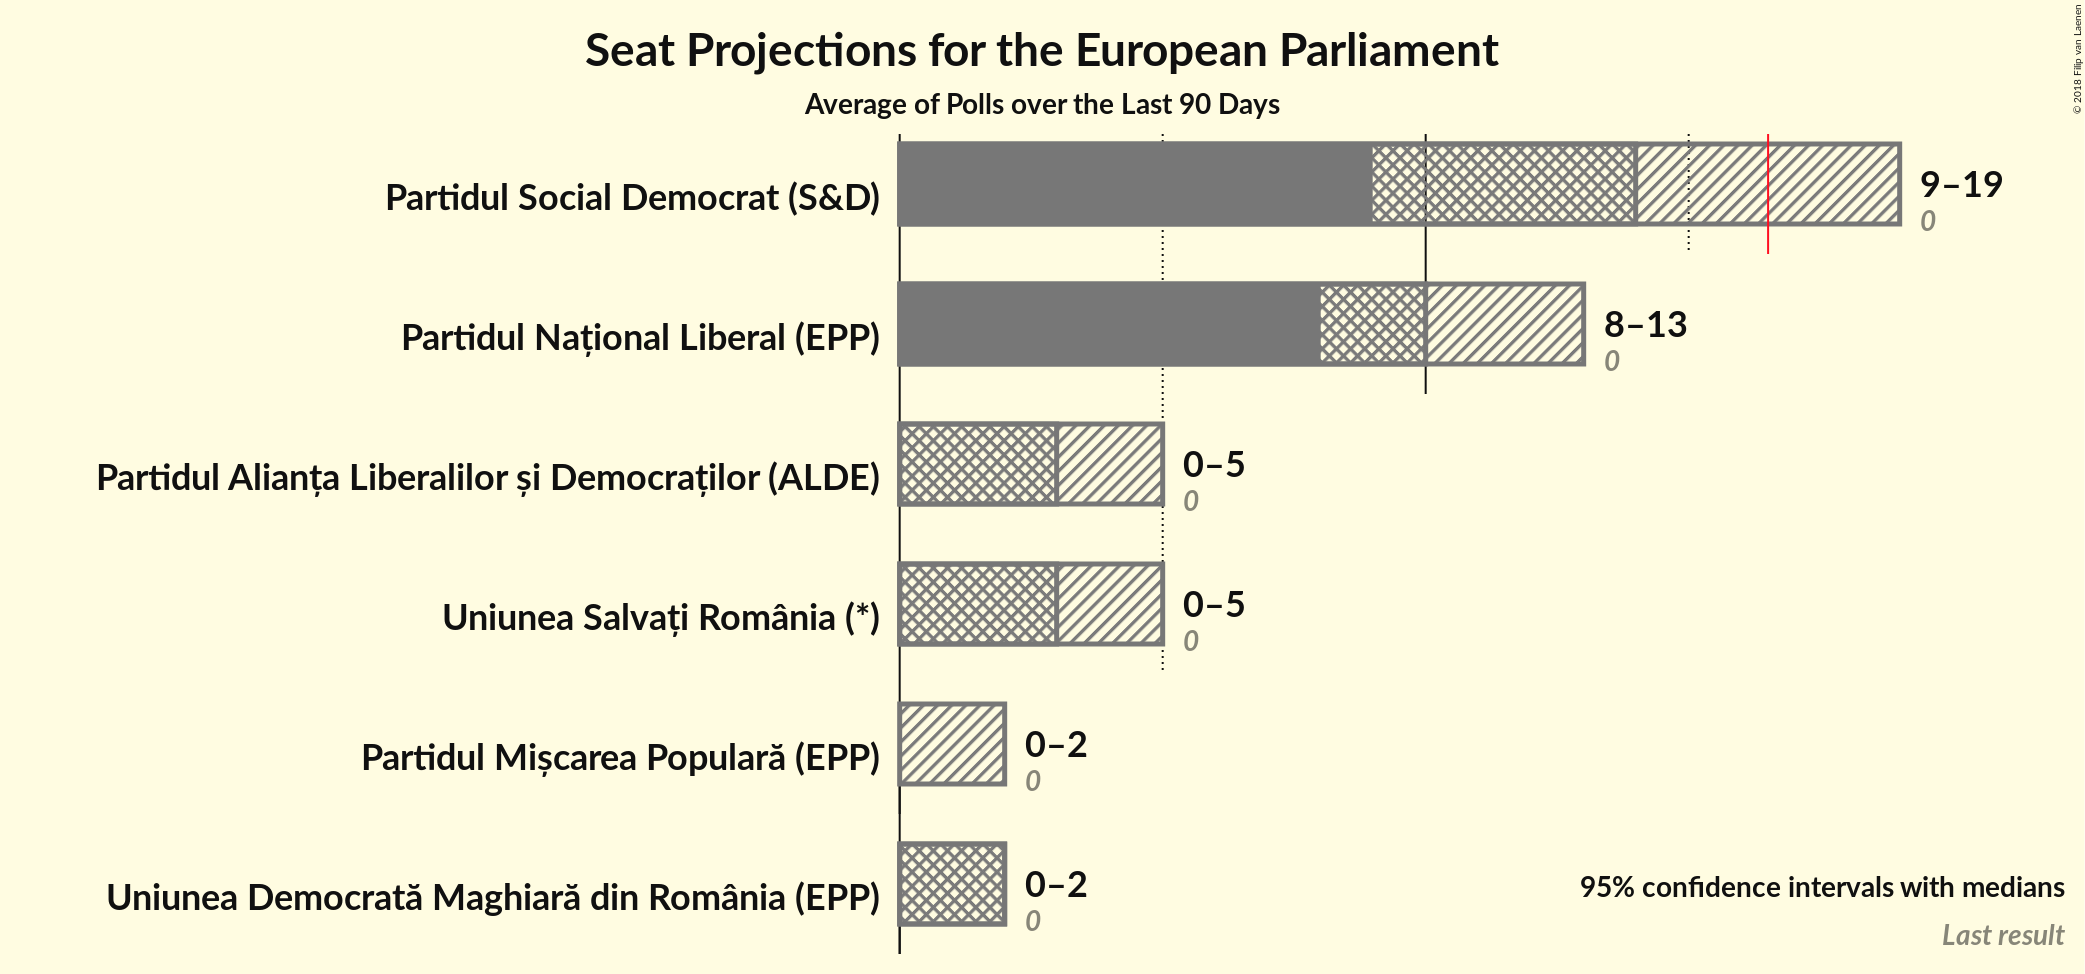 Seat Projections for the European Parliament
Average of Polls over the Last 90 Days
© 2018 Filip van Laenen
Partidul Social Democrat (S&D)
9–19
0
Partidul Național Liberal (EPP)
8–13
0
Partidul Alianța Liberalilor și Democraților (ALDE)
0–5
0
Uniunea Salvați România (*)
0–5
0
Partidul Mișcarea Populară (EPP)
0–2
0
Uniunea Democrată Maghiară din România (EPP)
0–2
0
95% confidence intervals with medians
Last result